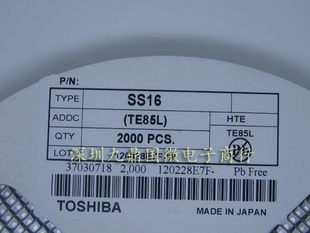 P/N:
TYPE SS16
ADDC (TE85L) HTE
QTY 2000 PCS. TE85L
LOT
深圳九鼎国微电子商行
37030718 2,000 120228E7F- Pb Free
TOSHIBA MADE IN JAPAN